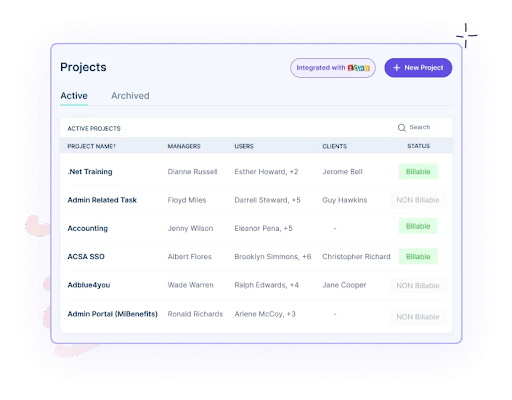 Projects
Integrated with ZOHO
+ New Project
Active Archived
ACTIVE PROJECTS
Search
PROJECT NAME↑ MANAGERS USERS CLIENTS STATUS
.Net Training Dianne Russell Esther Howard, +2 Jerome Bell Billable
Admin Related Task Floyd Miles Darrell Steward, +5 Guy Hawkins NON Billable
Accounting Jenny Wilson Eleanor Pena, +5 - Billable
ACSA SSO Albert Flores Brooklyn Simmons, +6 Christopher Richard Billable
Adblue4you Wade Warren Ralph Edwards, +4 Jane Cooper NON Billable
Admin Portal (MiBenefits) Ronald Richards Arlene McCoy, +3 - NON Billable